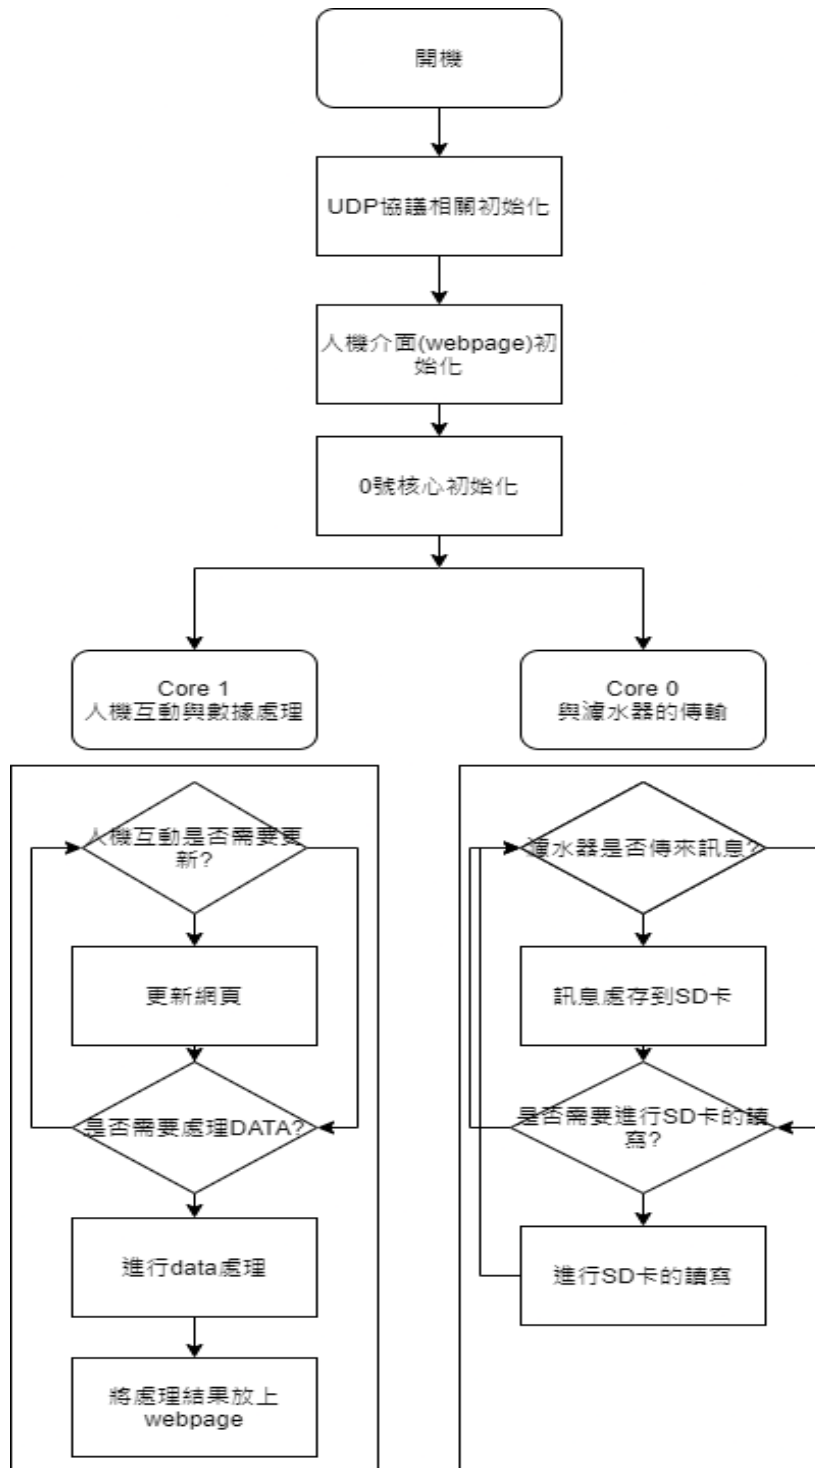 開機
UDP協議相關初始化
人機介面(webpage)初
始化
0號核心初始化
Core 1
人機互動與數據處理
Core 0
與濾水器的傳輸
人機互動是否需要更
新?
更新網頁
是否需要處理DATA?
進行data處理
將處理結果放上
webpage
濾水器是否傳來訊息?
訊息處存到SD卡
是否需要進行SD卡的讀
寫?
進行SD卡的讀寫